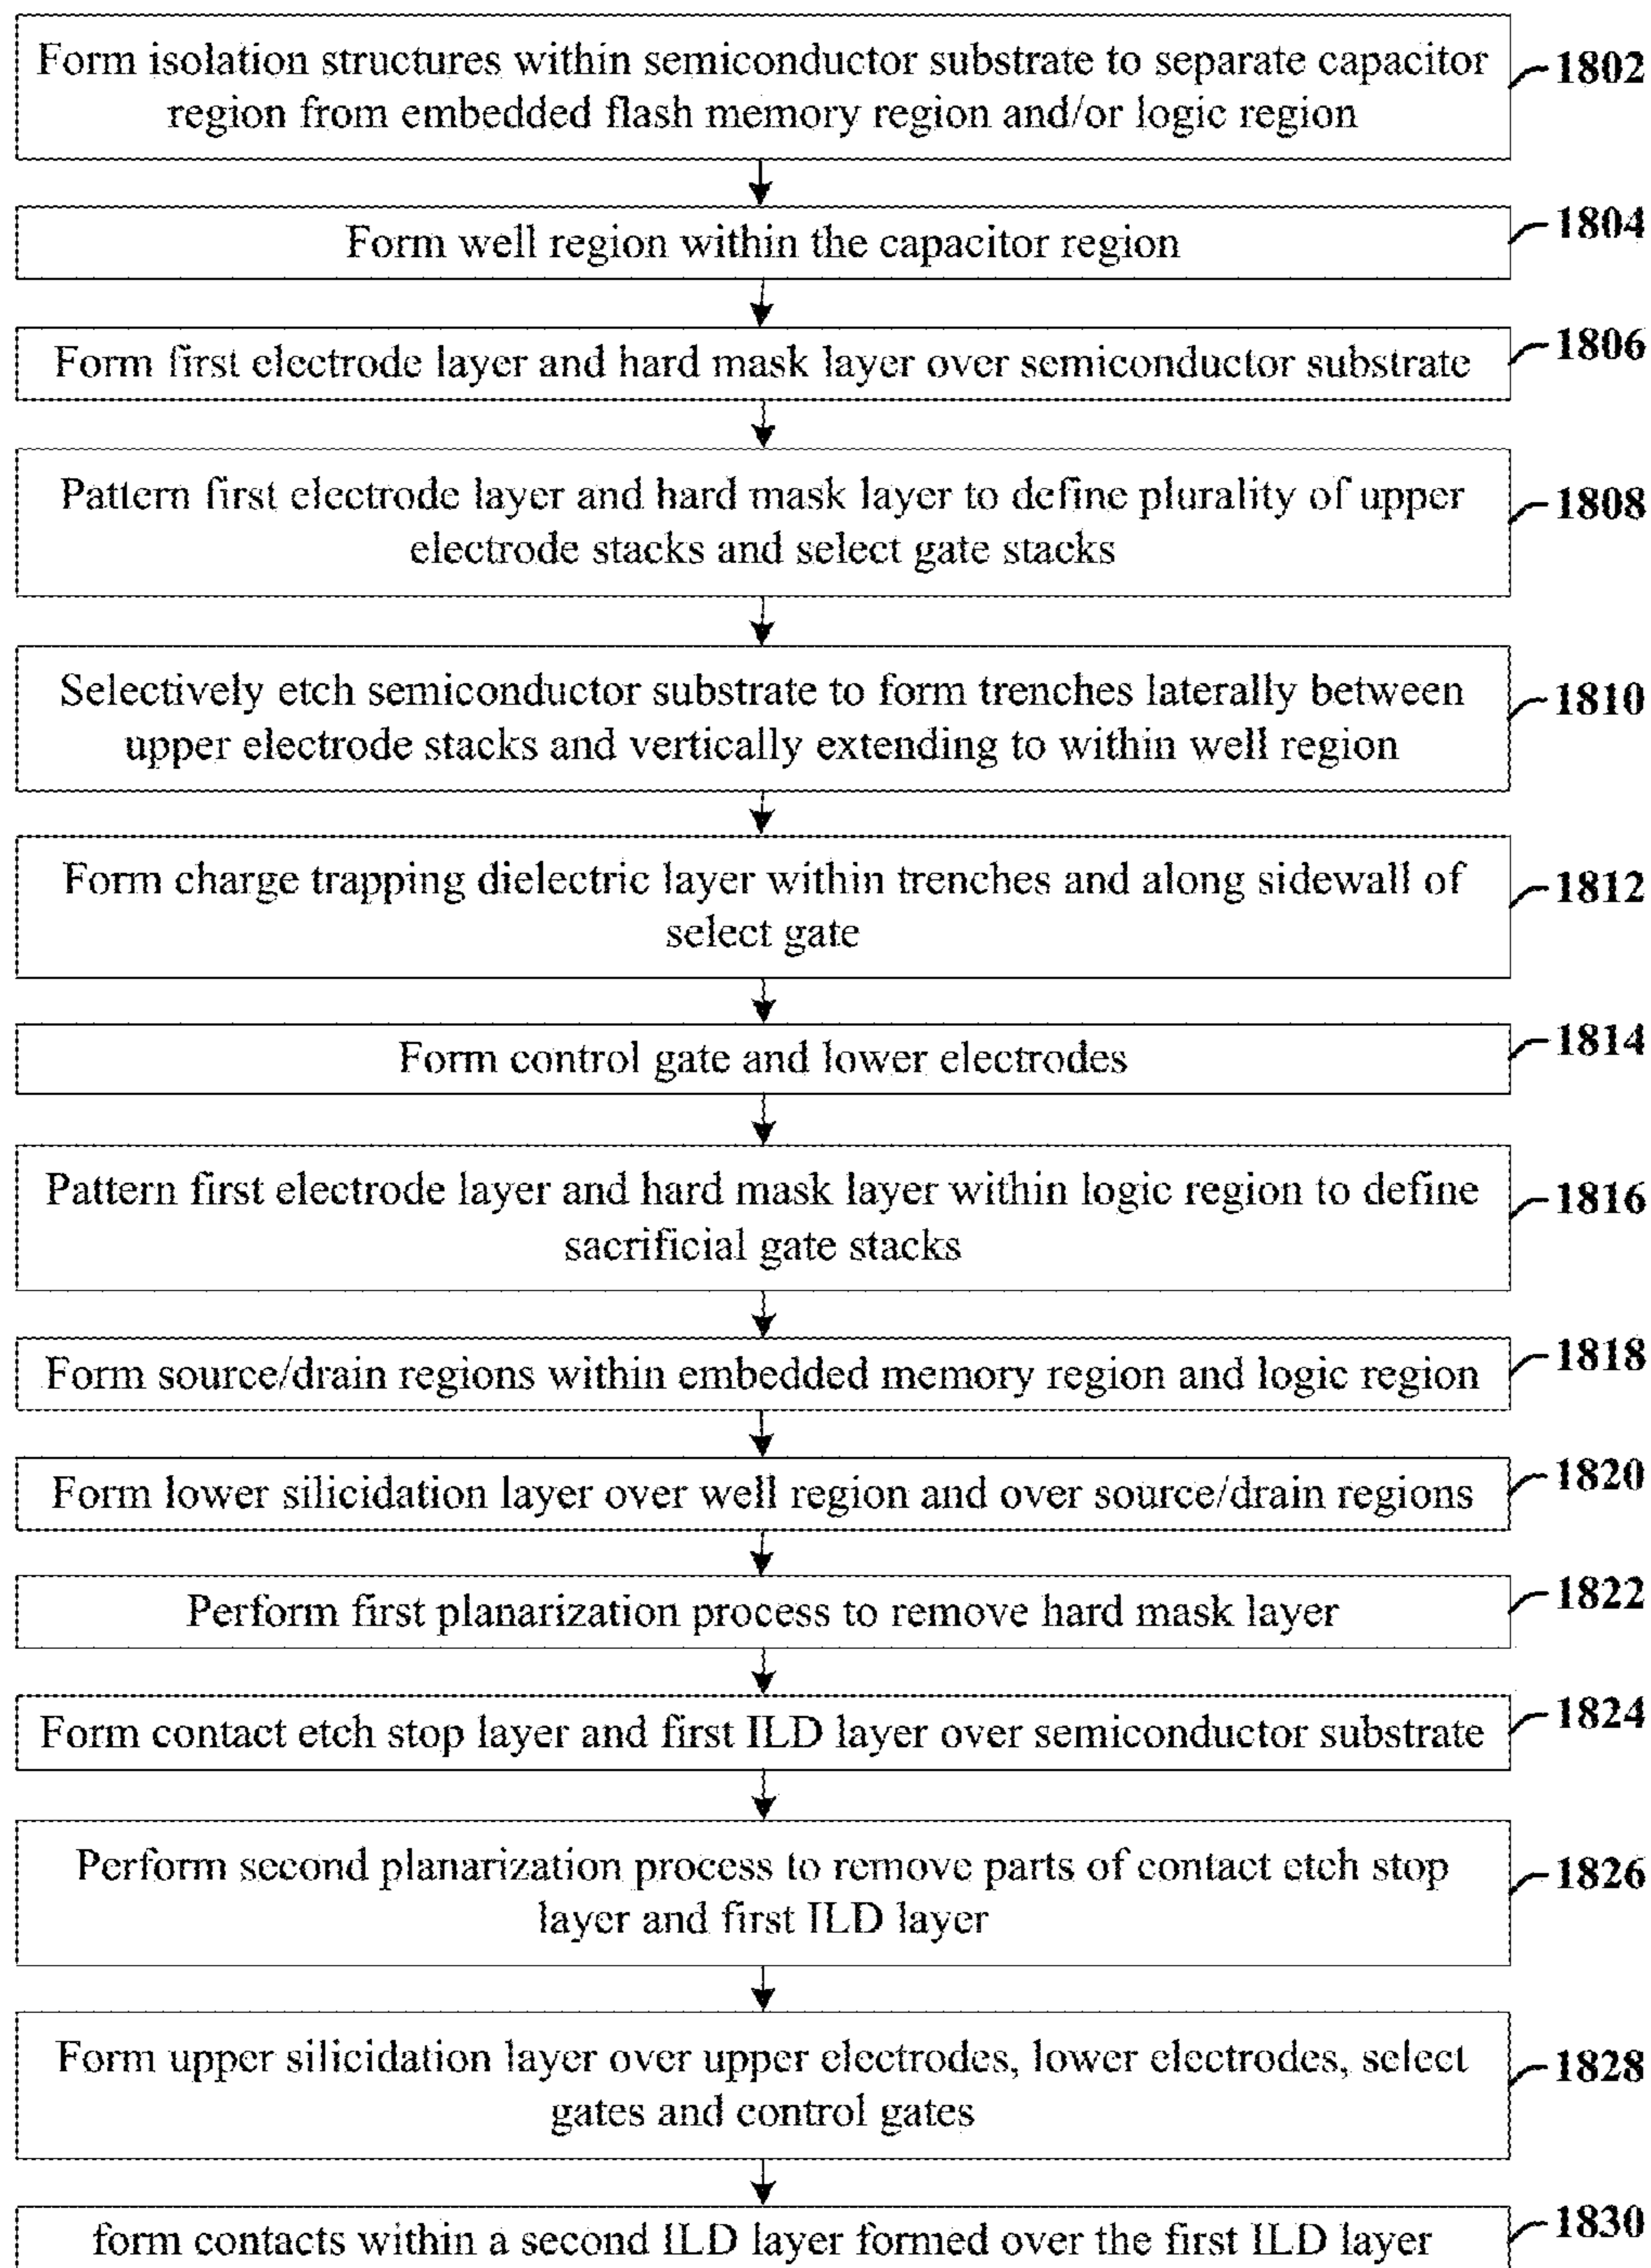 Form isolation structures within semiconductor substrate to separate capacitor
region from embedded flash memory region and/or logic region
1802
Form well region within the capacitor region
1804
Form first electrode layer and hard mask layer over semiconductor substrate
1806
Pattern first electrode layer and hard mask layer to define plurality of upper
electrode stacks and select gate stacks
1808
Selectively etch semiconductor substrate to form trenches laterally between
upper electrode stacks and vertically extending to within well region
1810
Form charge trapping dielectric layer within trenches and along sidewall of
select gate
1812
Form control gate and lower electrodes
1814
Pattern first electrode layer and hard mask layer within logic region to define
sacrificial gate stacks
1816
Form source/drain regions within embedded memory region and logic region
1818
Form lower silicidation layer over well region and over source/drain regions
1820
Perform first planarization process to remove hard mask layer
1822
Form contact etch stop layer and first ILD layer over semiconductor substrate
1824
Perform second planarization process to remove parts of contact etch stop
layer and first ILD layer
1826
Form upper silicidation layer over upper electrodes, lower electrodes, select
gates and control gates
1828
form contacts within a second ILD layer formed over the first ILD layer
1830